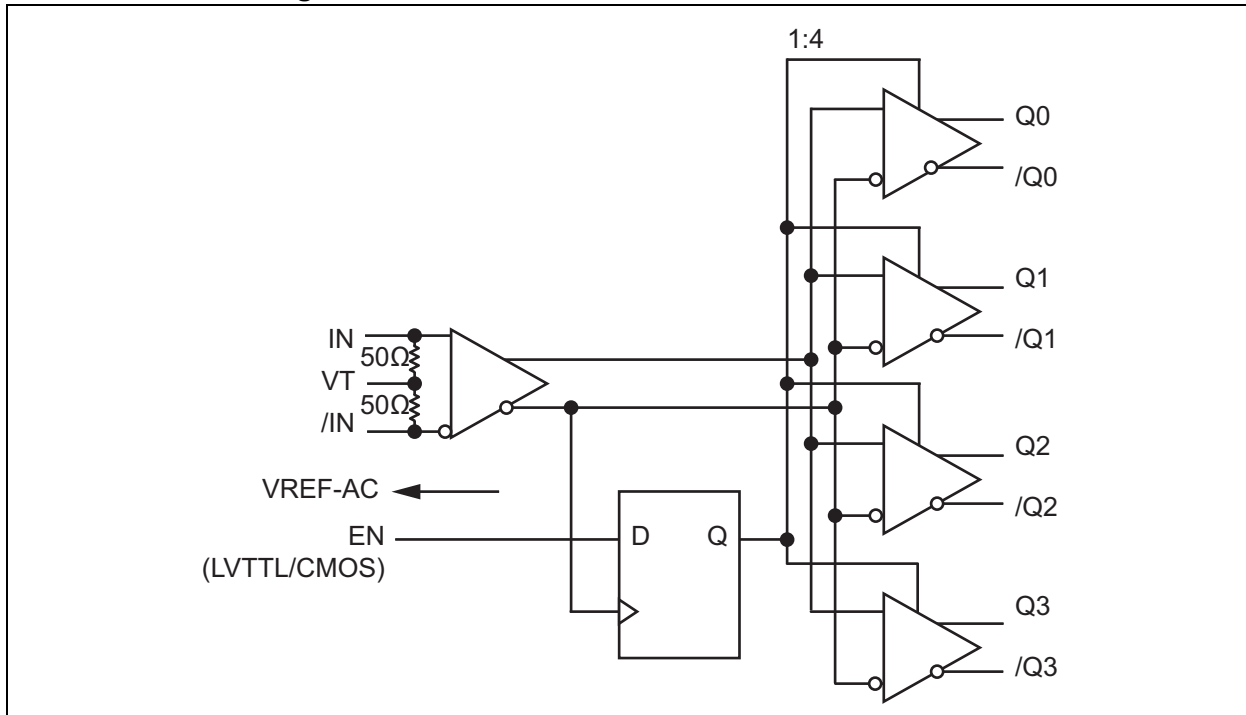 1:4
Q0
/Q0
Q1
/Q1
IN
50Ω
VT
50Ω
/IN
Q2
/Q2
VREF-AC
EN
(LVTTL/CMOS)
D Q
Q3
/Q3